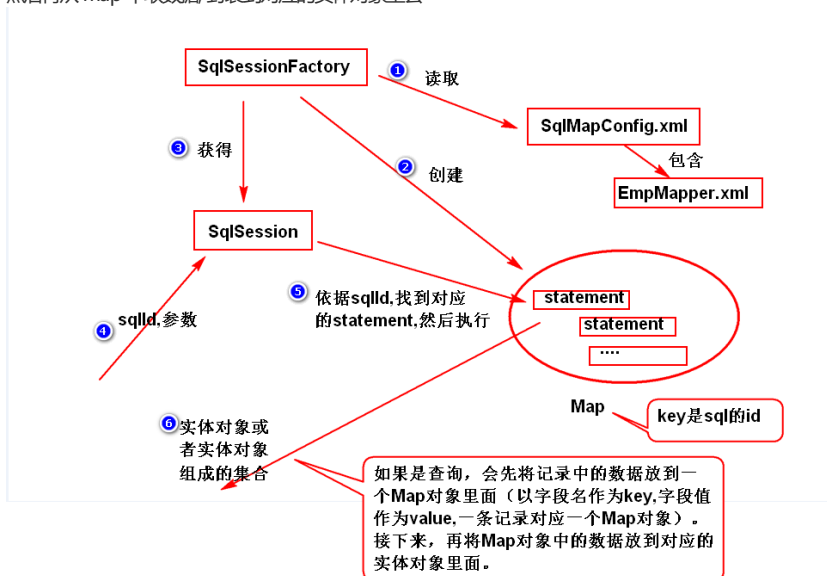 SqlSessionFactory
1
读取
SqlMapConfig.xml
包含
EmpMapper.xml
3
获得
2
创建
SqlSession
4
sqlId,参数
5
依据sqlId,找到对应
的statement,然后执行
statement
statement
....
Map
key是sql的id
6
实体对象或
者实体对象
组成的集合
如果是查询，会先将记录中的数据放到一
个Map对象里面（以字段名作为key,字段值
作为value,一条记录对应一个Map对象）。
接下来，再将Map对象中的数据放到对应的
实体对象里面。